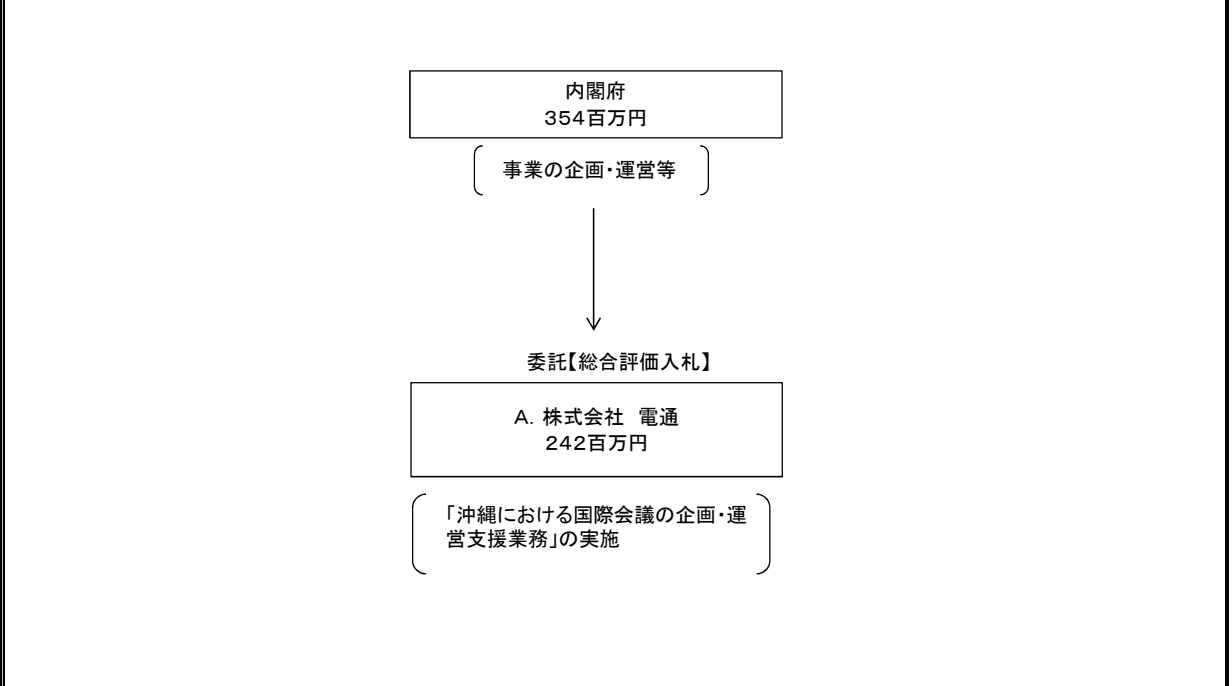 内閣府
354百万円
事業の企画・運営等
委託【総合評価入札】
A. 株式会社　電通
242百万円
「沖縄における国際会議の企画・運
営支援業務」の実施